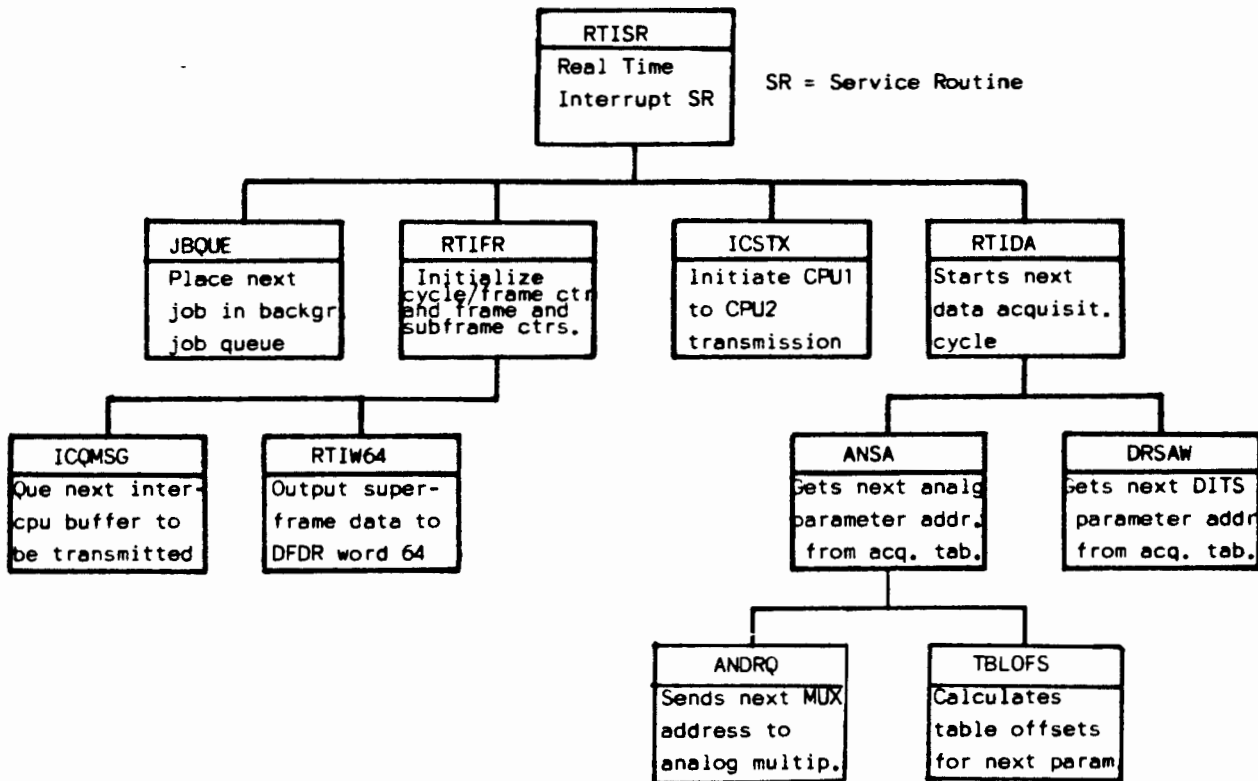 RTISR
Real Time
Interrupt SR
SR = Service Routine
JBQUE
Place next
job in backgr.
job queue
RTIFR
Initialize
cycle/frame ctr
and frame and
subframe ctrs.
ICSTX
Initiate CPU1
to CPU2
transmission
RTIDA
Starts next
data acquisit.
cycle
ICQMSG
Que next inter-
cpu buffer to
be transmitted
RTIW64
Output super-
frame data to
DFDR word 64
ANSA
Gets next analg
parameter addr.
from acq. tab.
DRSAW
Gets next DITS
parameter addr
from acq. tab.
ANDRQ
Sends next MUX
address to
analog multip.
TBLOFS
Calculates
table offsets
for next param